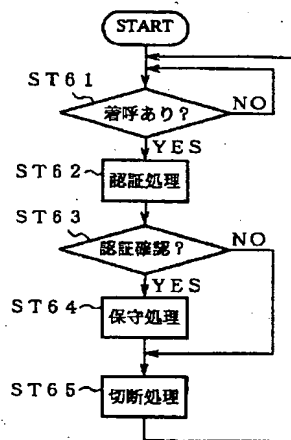 START
ST61
着呼あり?
NO
YES
ST62
認証処理
ST63
認証確認?
NO
YES
ST64
保守処理
ST65
切断処理